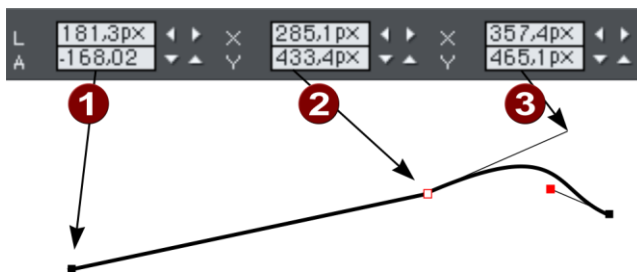 L 181,3px X 285,1px X 357,4px
A -168,02 Y 433,4px Y 465,1px
1 2 3